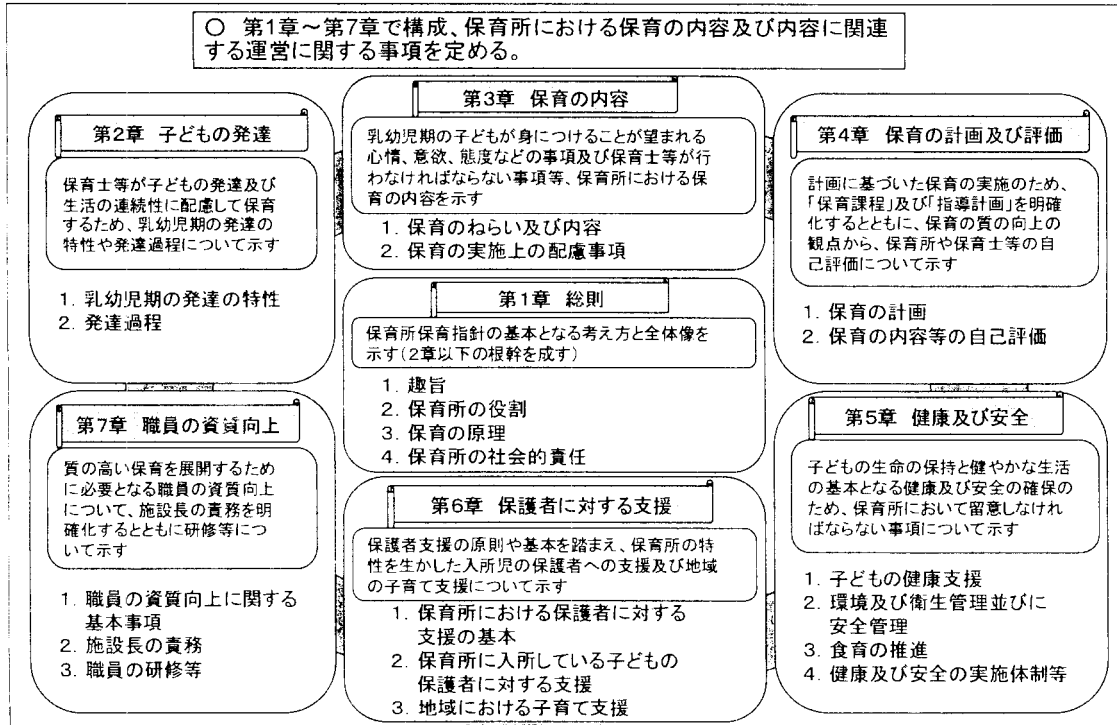 ○ 第1章～第7章で構成、保育所における保育の内容及び内容に関連
する運営に関する事項を定める。
第2章 子どもの発達
保育士等が子どもの発達及び
生活の連続性に配慮して保育
するため、乳幼児期の発達の
特性や発達過程について示す
1. 乳幼児期の発達の特性
2. 発達過程
第3章 保育の内容
乳幼児期の子どもが身につけることが望まれる
心情、意欲、態度などの事項及び保育士等が行
わなければならない事項等、保育所における保
育の内容を示す
1. 保育のねらい及び内容
2. 保育の実施上の配慮事項
第4章 保育の計画及び評価
計画に基づいた保育の実施のため、
「保育課程」及び「指導計画」を明確
化するとともに、保育の質の向上の
観点から、保育所や保育士等の自
己評価について示す
1. 保育の計画
2. 保育の内容等の自己評価
第1章 総則
保育所保育指針の基本となる考え方と全体像を
示す(2章以下の根幹を成す)
1. 趣旨
2. 保育所の役割
3. 保育の原理
4. 保育所の社会的責任
第7章 職員の資質向上
質の高い保育を展開するため
に必要となる職員の資質向上
について、施設長の責務を明
確化するとともに研修等につ
いて示す
1. 職員の資質向上に関する
基本事項
2. 施設長の責務
3. 職員の研修等
第6章 保護者に対する支援
保護者支援の原則や基本を踏まえ、保育所の特
性を生かした入所児の保護者への支援及び地域
の子育て支援について示す
1. 保育所における保護者に対する
支援の基本
2. 保育所に入所している子どもの
保護者に対する支援
3. 地域における子育て支援
第5章 健康及び安全
子どもの生命の保持と健やかな生活
の基本となる健康及び安全の確保の
ため、保育所において留意しなけれ
ばならない事項について示す
1. 子どもの健康支援
2. 環境及び衛生管理並びに
安全管理
3. 食育の推進
4. 健康及び安全の実施体制等